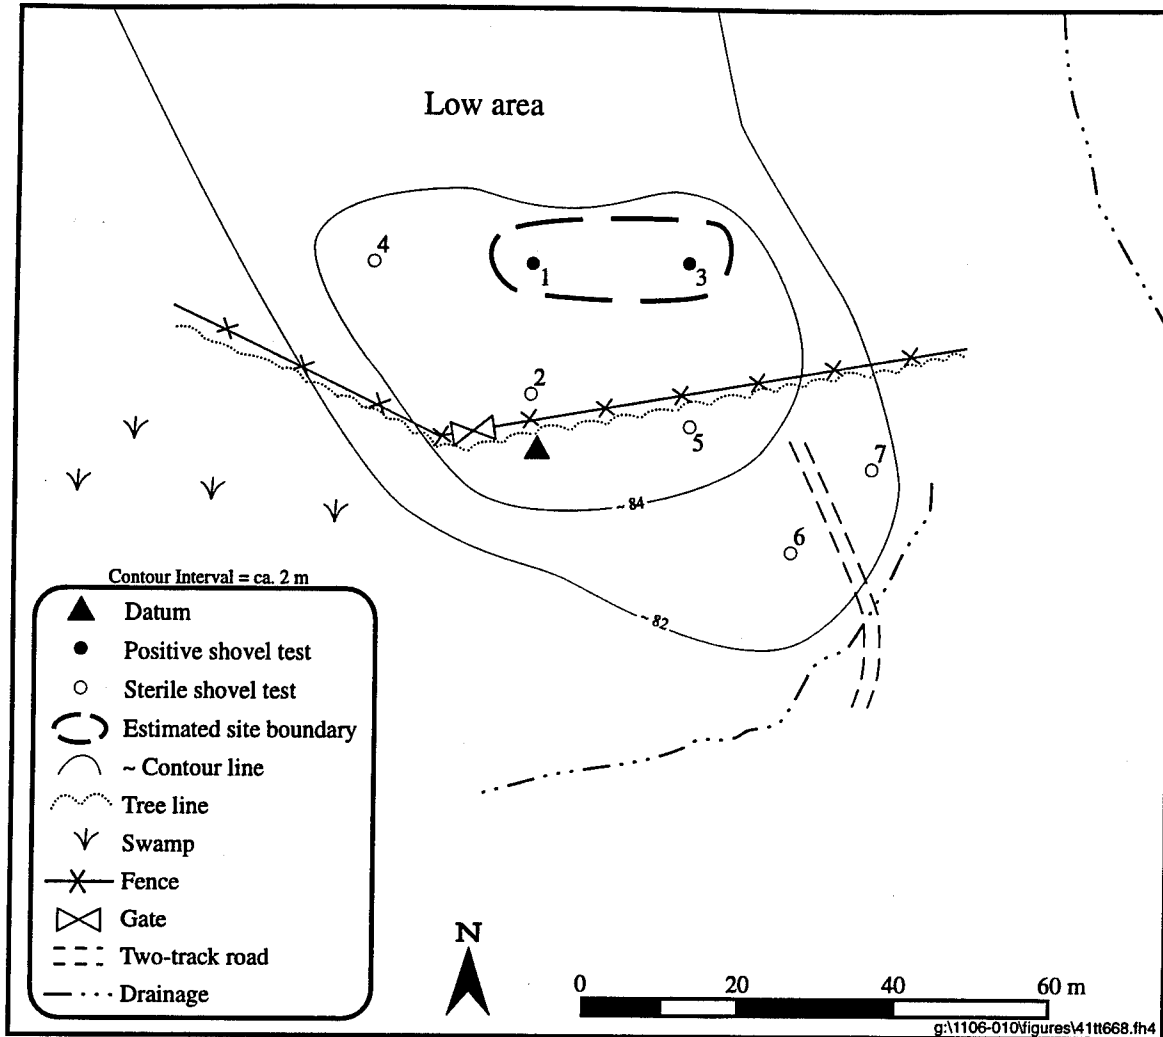 Low area
4
1
3
2
5
7
6
~ 84
~ 82
Contour Interval = ca. 2 m
Datum
Positive shovel test
Sterile shovel test
Estimated site boundary
~ Contour line
Tree line
Swamp
Fence
Gate
Two-track road
Drainage
N
0 20 40 60 m
g:\1106-010\figures\41tt668.fh4